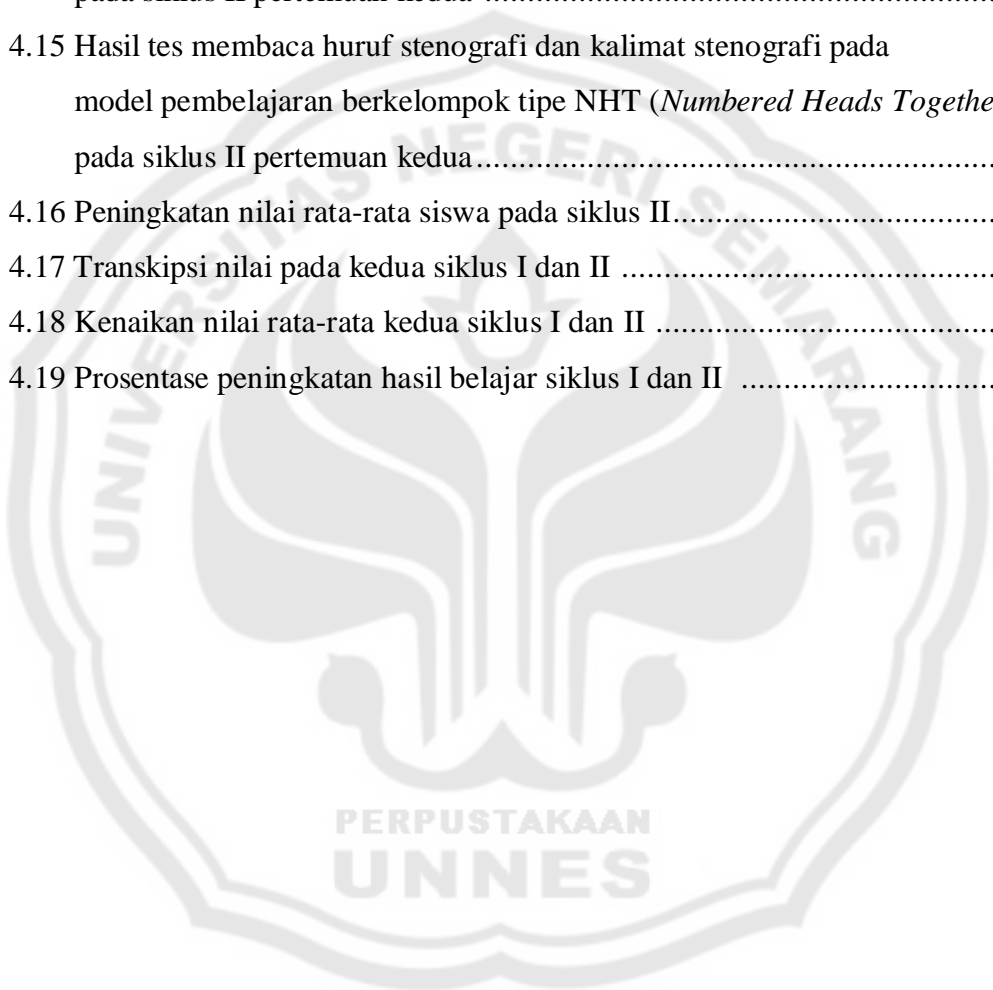 pada siklus II pertemuan kedua ................................................................
4.15 Hasil tes membaca huruf stenografi dan kalimat stenografi pada
model pembelajaran berkelompok tipe NHT (Numbered Heads Togethe
pada siklus II pertemuan kedua.................................................................
4.16 Peningkatan nilai rata-rata siswa pada siklus II........................................
4.17 Transkipsi nilai pada kedua siklus I dan II ..............................................
4.18 Kenaikan nilai rata-rata kedua siklus I dan II ..........................................
4.19 Prosentase peningkatan hasil belajar siklus I dan II ...............................
UNIVERSITAS NEGERI SEMARANG
PERPUSTAKAAN
UNNES